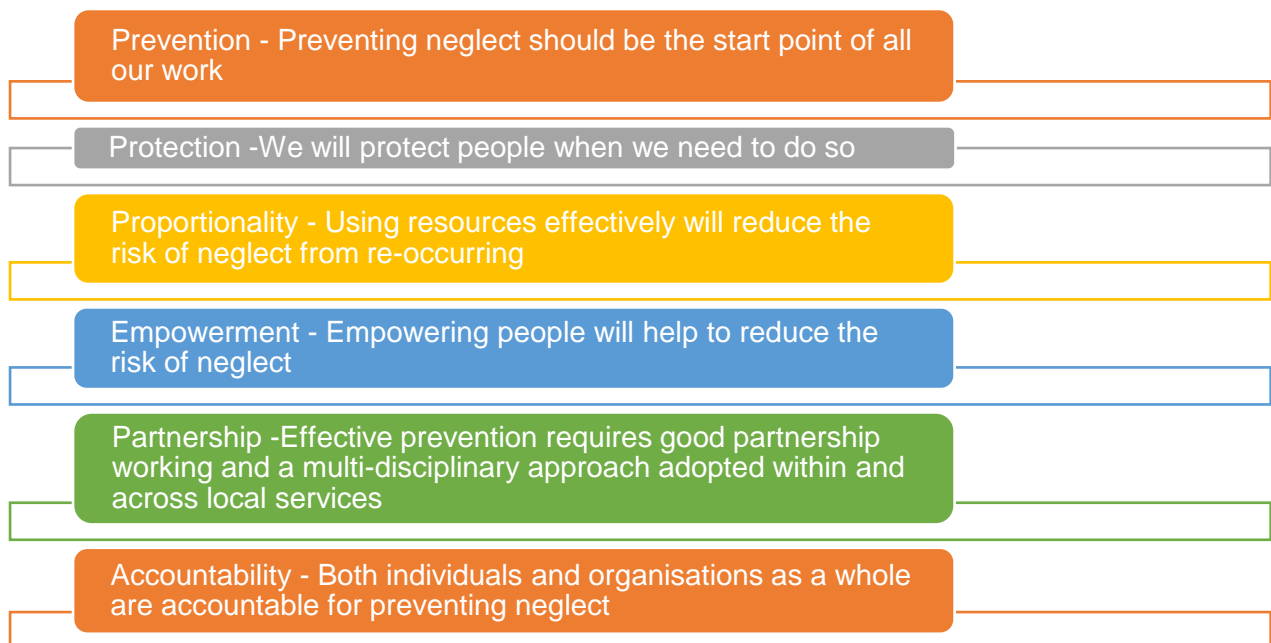 Prevention - Preventing neglect should be the start point of all
our work
Protection -We will protect people when we need to do so
Proportionality - Using resources effectively will reduce the
risk of neglect from re-occurring
Empowerment - Empowering people will help to reduce the
risk of neglect
Partnership -Effective prevention requires good partnership
working and a multi-disciplinary approach adopted within and
across local services
Accountability - Both individuals and organisations as a whole
are accountable for preventing neglect